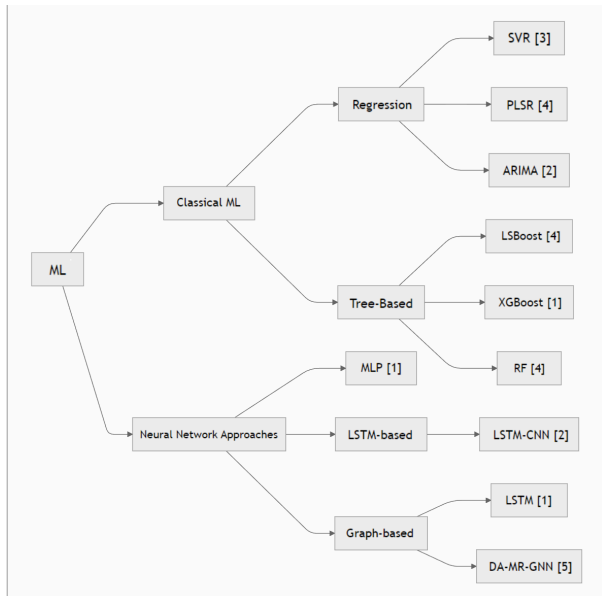 SVR [3]
Regression
PLSR [4]
ARIMA [2]
Classical ML
LSBoost [4]
ML
Tree-Based
XGBoost [1]
MLP [1]
RF [4]
Neural Network Approaches
LSTM-based
LSTM-CNN [2]
LSTM [1]
Graph-based
DA-MR-GNN [5]